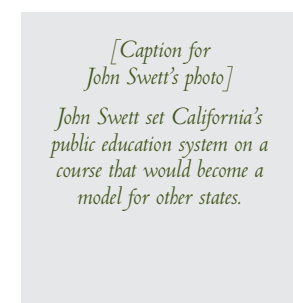 [Caption for
John Swett's photo]
John Swett set California's
public education system on a
course that would become a
model for other states.